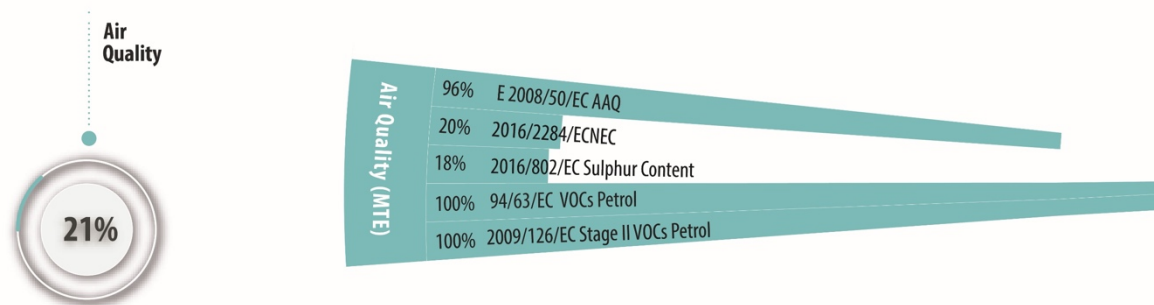 Air
Quality
21%
Air Quality (MTE)
96% E 2008/50/EC AAQ
20% 2016/2284/ECNEC
18% 2016/802/EC Sulphur Content
100% 94/63/EC VOCs Petrol
100% 2009/126/EC Stage II VOCs Petrol